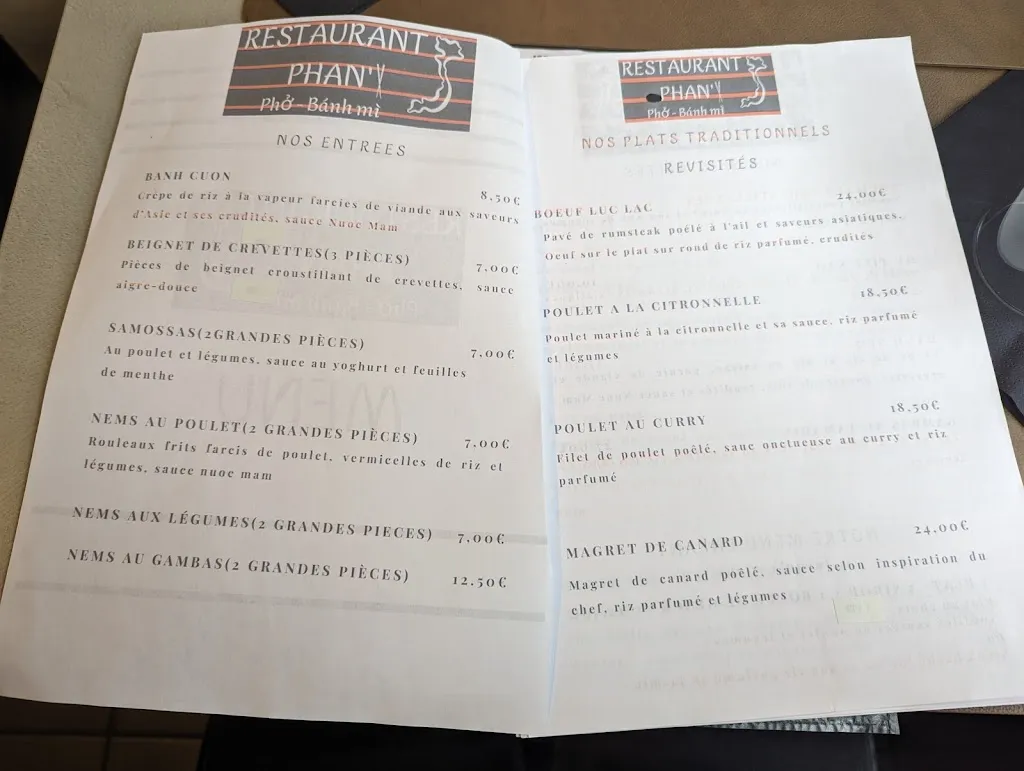 RESTAURANT
PHAN'Y
Phở - Bánh mì
NOS ENTREES
BANH CUON
8,50€
Crêpe de riz à la vapeur farcies de viande aux saveurs
d'Asie et ses crudités, sauce Nuoc Mam
BEIGNET DE CREVETTES(3 PIÈCES)
7,00€
Pièces de beignet croustillant de crevettes, sauce
aigre-douce
SAMOSSAS(2GRANDES PIÈCES)
7,00€
Au poulet et légumes, sauce au yoghurt et feuilles
de menthe
NEMS AU POULET(2 GRANDES PIÈCES)
7,00€
Rouleaux frits farcis de poulet, vermicelles de riz et
légumes, sauce nuoc mam
NEMS AUX LÉGUMES(2 GRANDES PIECES)
7,00€
NEMS AU GAMBAS(2 GRANDES PIÈCES)
12.50€
RESTAURANT
PHAN'Y
Phở - Bánh mì
NOS PLATS TRADITIONNELS
REVISITÉS
BOEUF LUC LAC
24,00€
Pavé de rumsteak poélé à l'ail et saveurs asiatiques.
Oeuf sur le plat sur rond de riz parfumé, crudités
POULET A LA CITRONNELLE
18,50€
Poulet mariné à la citronnelle et sa sauce, riz parfumé
et légumes
POULET AU CURRY
18,50€
Filet de poulet poêlé, sauc onctueuse au curry et riz
parfumé
MAGRET DE CANARD
24,00€
Magret de canard poêlé, sauce selon inspiration du
chef, riz parfumé et légumes
MENU